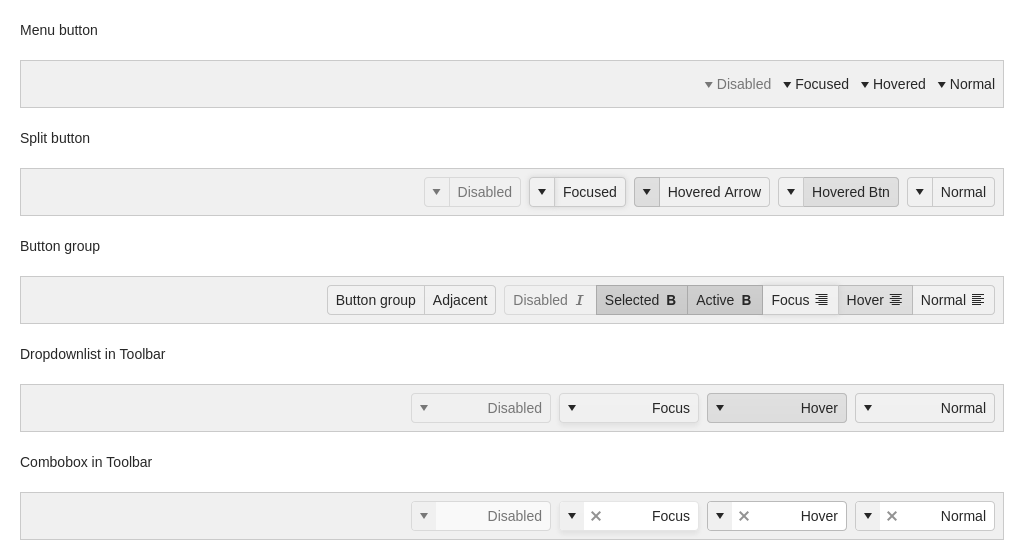 Menu button
Disabled Focused Hovered Normal
Split button
Disabled Focused Hovered Arrow Hovered Btn Normal
Button group
Button group Adjacent Disabled I Selected B Active B Focus Hover Normal
Dropdownlist in Toolbar
Disabled Focus Hover Normal
Combobox in Toolbar
Disabled Focus Hover Normal